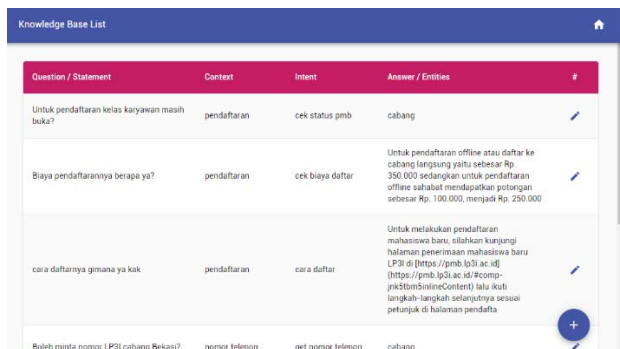 Knowledge Base List
Question / Statement Context Intent Answer / Entities #
Untuk pendaftaran kelas karyawan masih
buka?
pendaftaran
cek status pmb
cabang
Biaya pendaftarannya berapa ya?
pendaftaran
cek biaya daftar
Untuk pendaftaran offline atau daftar ke
cabang langsung yaitu sebesar Rp.
350.000 sedangkan untuk pendaftaran
offline sahabat mendapatkan potongan
sebesar Rp. 100.000, menjadi Rp. 250.000
cara daftarnya gimana ya kak
pendaftaran
cara daftar
Untuk melakukan pendaftaran
mahasiswa baru, silahkan kunjungi
halaman penerimaan mahasiswa baru
LP3I di [https://pmb.lp3i.ac.id]
(https://pmb.lp3i.ac.id/#comp-
jnk5tbm5inlineContent) lalu ikuti
langkah-langkah selanjutnya sesuai
petunjuk di halaman pendafta
+
Boleh minta nomor LP3I cabang Bekasi?
nomor telepon
get nomor telepon
cabang